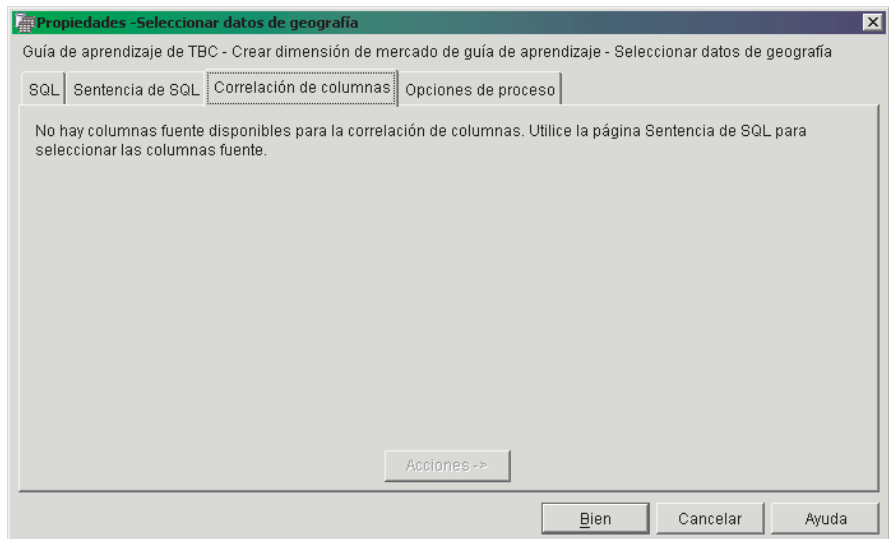 Propiedades -Seleccionar datos de geografía
Guía de aprendizaje de TBC - Crear dimensión de mercado de guía de aprendizaje - Seleccionar datos de geografía
SQL Sentencia de SQL Correlación de columnas Opciones de proceso
No hay columnas fuente disponibles para la correlación de columnas. Utilice la página Sentencia de SQL para
seleccionar las columnas fuente.
Acciones ->
Bien Cancelar Ayuda